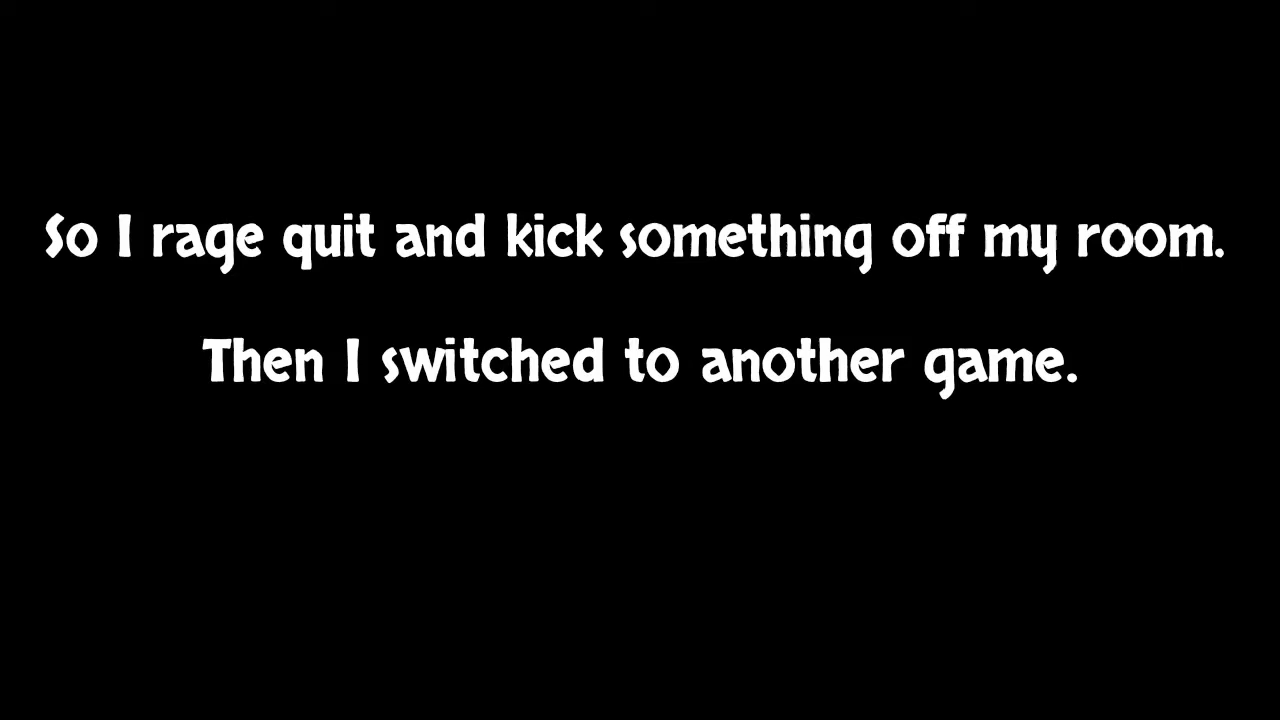 So I rage quit and kick something off my room.
Then I switched to another game.